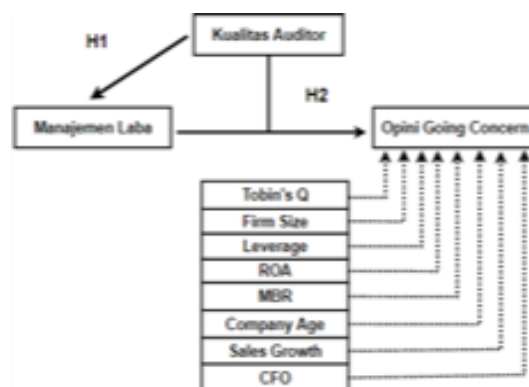 H1
Kualitas Auditor
H2
Manajemen Laba
Opini Going Concern
Tobin's Q
Firm Size
Leverage
ROA
MBR
Company Age
Sales Growth
CFO